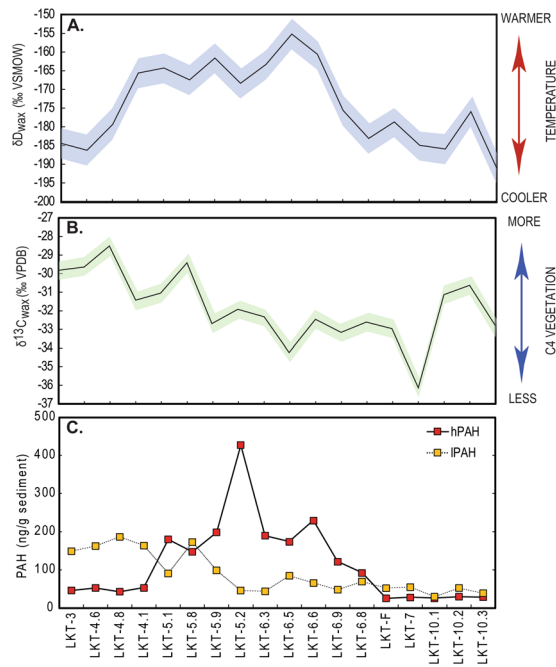 A.
δDwax (‰ VSMOW)
-150
-155
-160
-165
-170
-175
-180
-185
-190
-195
-200
WARMER
TEMPERATURE
COOLER
B.
δ13Cwax (‰ VPDB)
-27
-28
-29
-30
-31
-32
-33
-34
-35
-36
-37
MORE
C4 VEGETATION
LESS
C.
PAH (ng/g sediment)
500
400
300
200
100
0
hPAH
lPAH
LKT-3
LKT-4.6
LKT-4.8
LKT-4.1
LKT-5.1
LKT-5.8
LKT-5.9
LKT-5.2
LKT-6.3
LKT-6.5
LKT-6.6
LKT-6.9
LKT-6.8
LKT-F
LKT-7
LKT-10.1
LKT-10.2
LKT-10.3